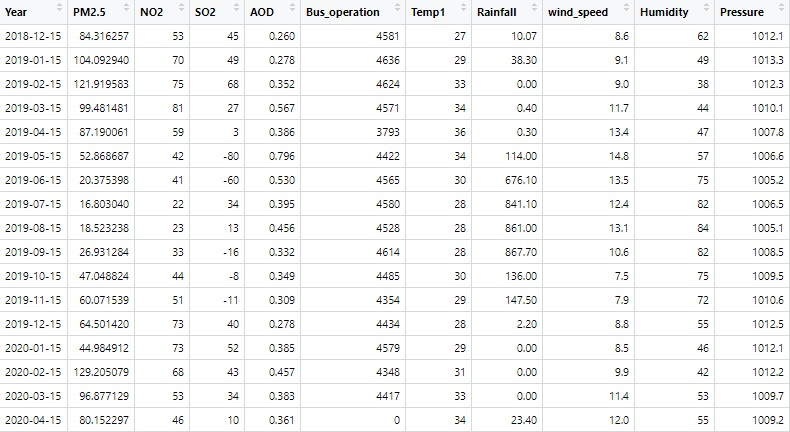 Year PM2.5 NO2 SO2 AOD Bus_operation Temp1 Rainfall wind_speed Humidity Pressure
2018-12-15 84.316257 53 45 0.260 4581 27 10.07 8.6 62 1012.1
2019-01-15 104.092940 70 49 0.278 4636 29 38.30 9.1 49 1013.3
2019-02-15 121.919583 75 68 0.352 4624 33 0.00 9.0 38 1012.3
2019-03-15 99.481481 81 27 0.567 4571 34 0.40 11.7 44 1010.1
2019-04-15 87.190061 59 3 0.386 3793 36 0.30 13.4 47 1007.8
2019-05-15 52.868687 42 -80 0.796 4422 34 114.00 14.8 57 1006.6
2019-06-15 20.375398 41 -60 0.530 4565 30 676.10 13.5 75 1005.2
2019-07-15 16.803040 22 34 0.395 4580 28 841.10 12.4 82 1006.5
2019-08-15 18.523238 23 13 0.456 4528 28 861.00 13.1 84 1005.1
2019-09-15 26.931284 33 -16 0.332 4614 28 867.70 10.6 82 1008.5
2019-10-15 47.048824 44 -8 0.349 4485 30 136.00 7.5 75 1009.5
2019-11-15 60.071539 51 -11 0.309 4354 29 147.50 7.9 72 1010.6
2019-12-15 64.501420 73 40 0.278 4434 28 2.20 8.8 55 1012.5
2020-01-15 44.984912 73 52 0.385 4579 29 0.00 8.5 46 1012.1
2020-02-15 129.205079 68 43 0.457 4348 31 0.00 9.9 42 1012.2
2020-03-15 96.877129 53 34 0.383 4417 33 0.00 11.4 53 1009.7
2020-04-15 80.152297 46 10 0.361 0 34 23.40 12.0 55 1009.2